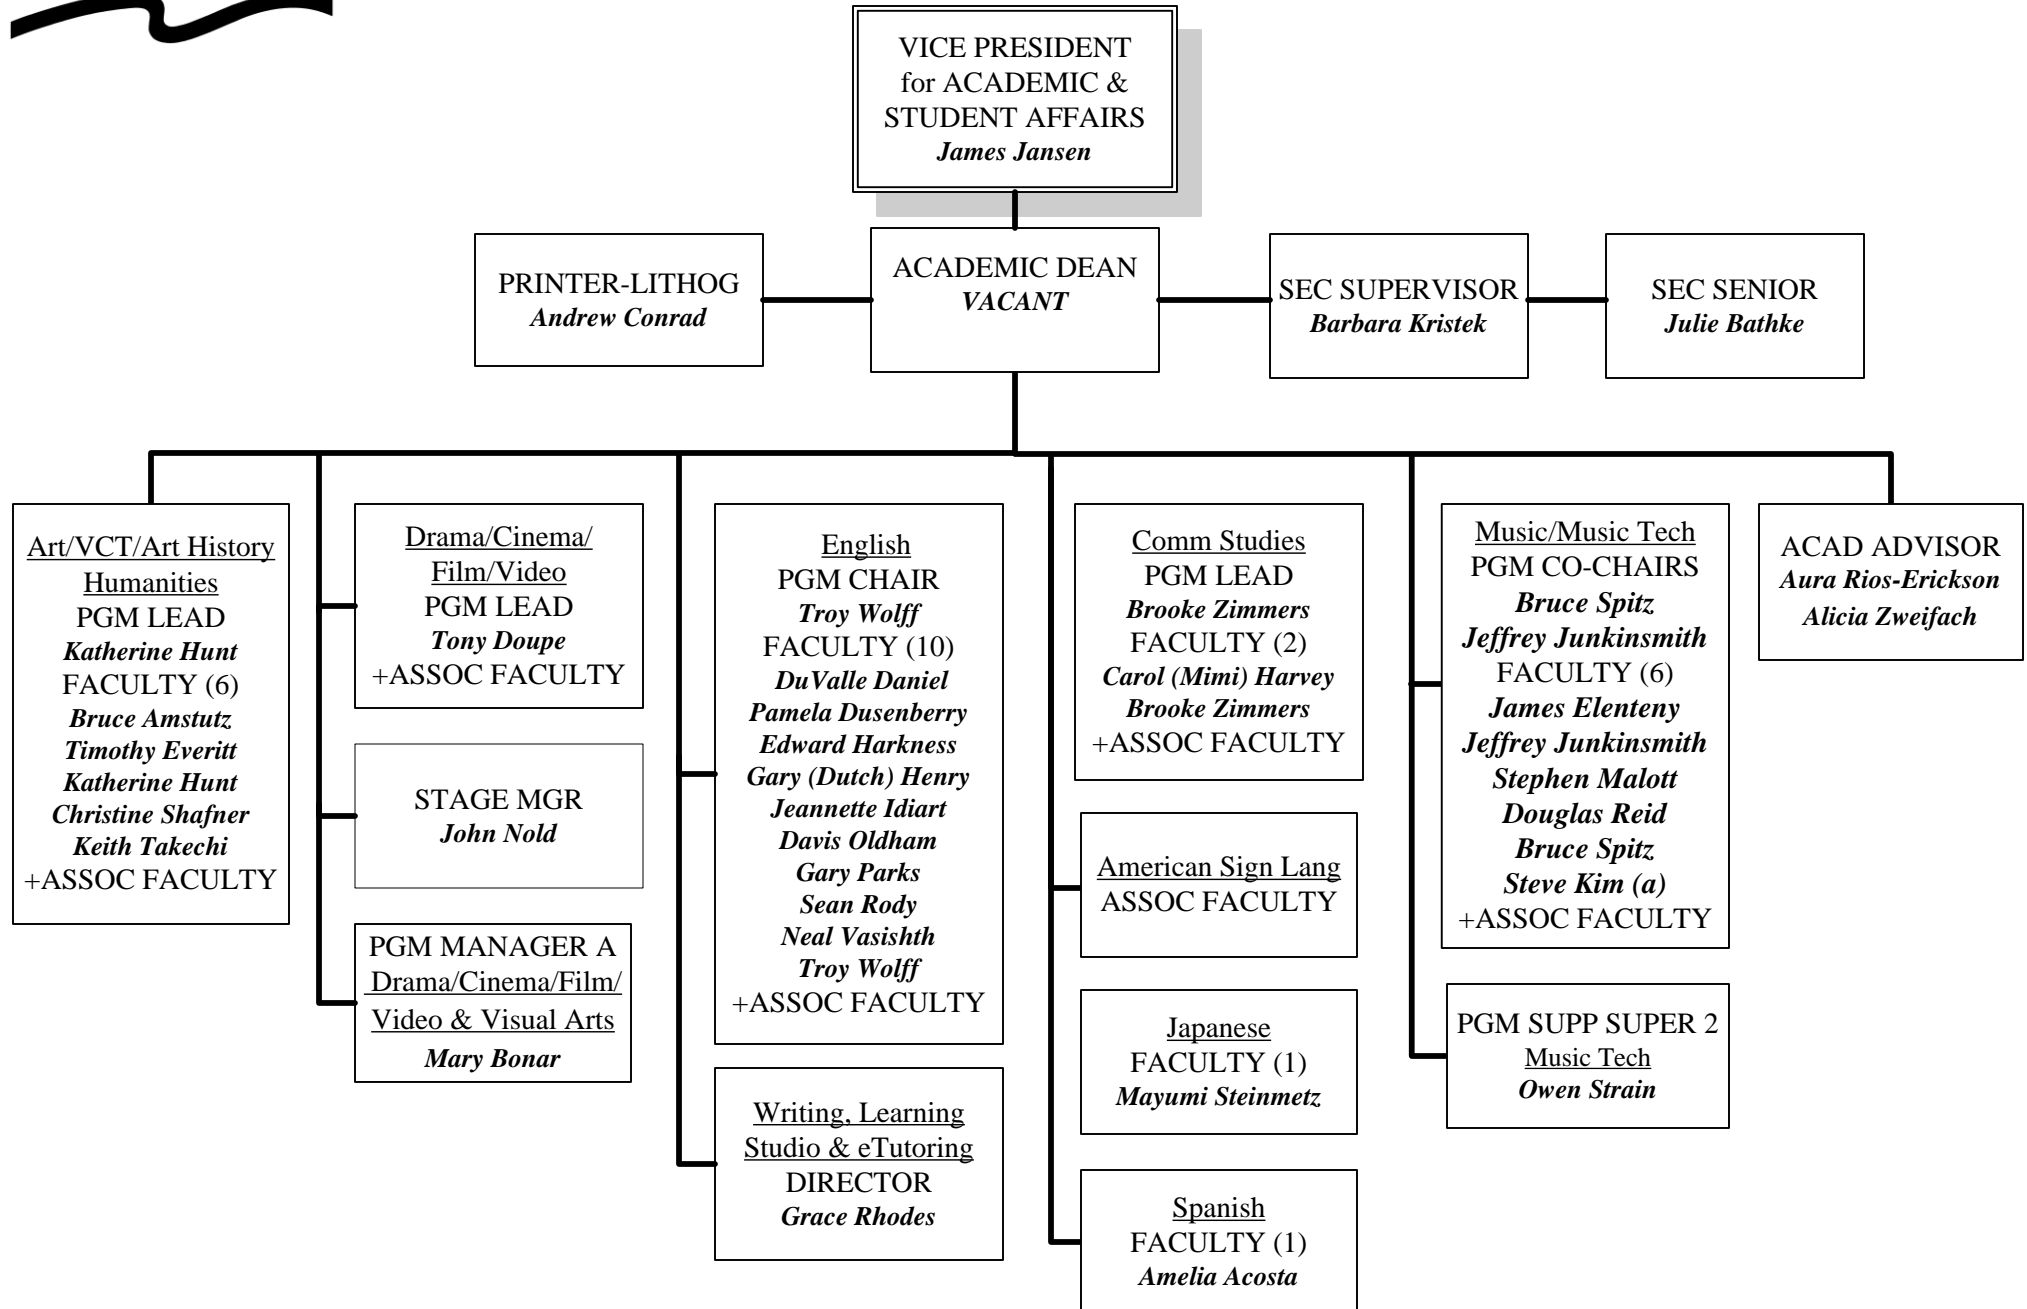 VICE PRESIDENT
for ACADEMIC &
STUDENT AFFAIRS
James Jansen
PRINTER-LITHOG
Andrew Conrad
ACADEMIC DEAN
VACANT
SEC SUPERVISOR
Barbara Kristek
SEC SENIOR
Julie Bathke
Art/VCT/Art History
Humanities
PGM LEAD
Katherine Hunt
FACULTY (6)
Bruce Amstutz
Timothy Everitt
Katherine Hunt
Christine Shafner
Keith Takechi
+ASSOC FACULTY
Drama/Cinema/
Film/Video
PGM LEAD
Tony Doupe
+ASSOC FACULTY
STAGE MGR
John Nold
PGM MANAGER A
Drama/Cinema/Film/
Video & Visual Arts
Mary Bonar
English
PGM CHAIR
Troy Wolff
FACULTY (10)
DuValle Daniel
Pamela Dusenberry
Edward Harkness
Gary (Dutch) Henry
Jeannette Idiart
Davis Oldham
Gary Parks
Sean Rody
Neal Vasishth
Troy Wolff
+ASSOC FACULTY
Writing, Learning
Studio & eTutoring
DIRECTOR
Grace Rhodes
Comm Studies
PGM LEAD
Brooke Zimmers
FACULTY (2)
Carol (Mimi) Harvey
Brooke Zimmers
+ASSOC FACULTY
American Sign Lang
ASSOC FACULTY
Japanese
FACULTY (1)
Mayumi Steinmetz
Spanish
FACULTY (1)
Amelia Acosta
Music/Music Tech
PGM CO-CHAIRS
Bruce Spitz
Jeffrey Junkinsmith
FACULTY (6)
James Elenteny
Jeffrey Junkinsmith
Stephen Malott
Douglas Reid
Bruce Spitz
Steve Kim (a)
+ASSOC FACULTY
PGM SUPP SUPER 2
Music Tech
Owen Strain
ACAD ADVISOR
Aura Rios-Erickson
Alicia Zweifach